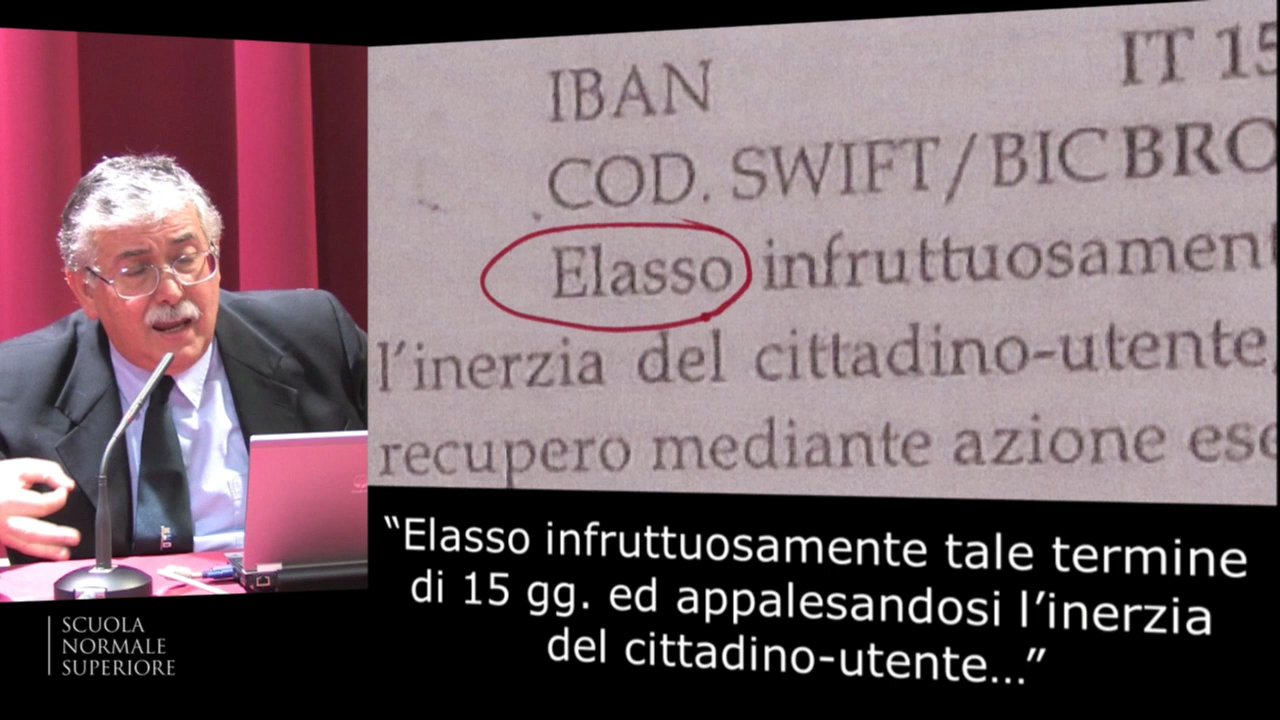 IBAN IT 15
COD. SWIFT/BIC BRO
Elasso infruttuosament
l'inerzia del cittadino-utente,
recupero mediante azione ese
"Elasso infruttuosamente tale termine
di 15 gg. ed appalesandosi l'inerzia
del cittadino-utente..."
SCUOLA
NORMALE
SUPERIORE